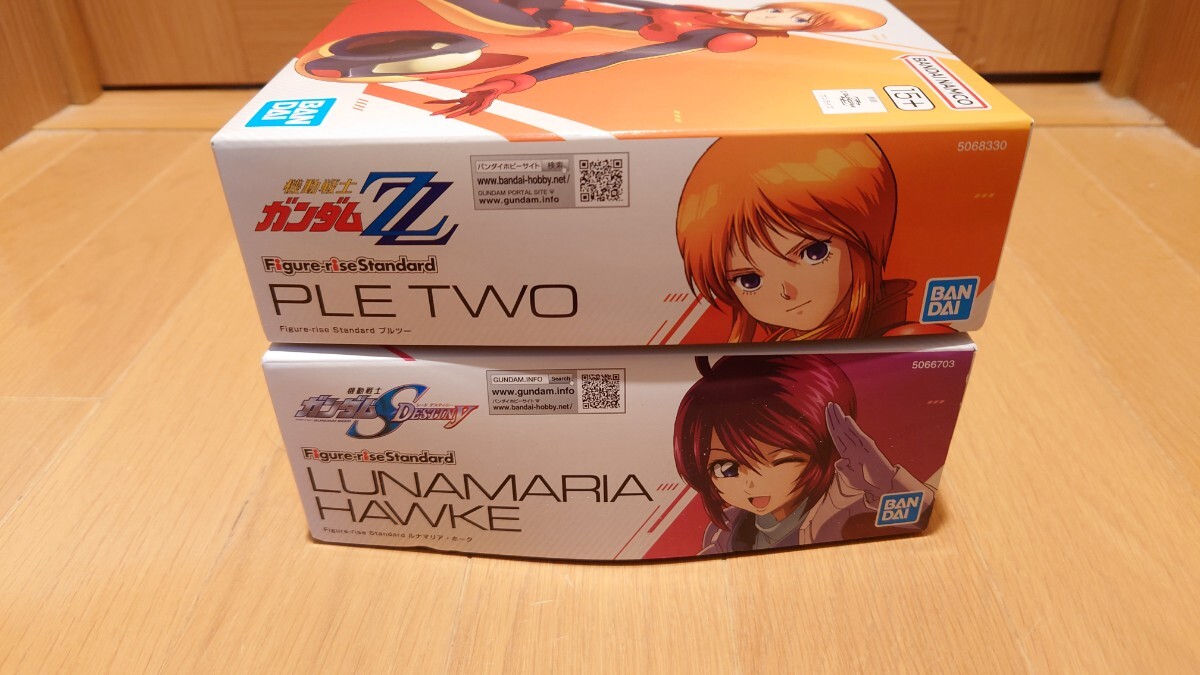 BAN
DAI
BANDAI NAMCO
15+
5068330
機動戦士
ガンダムZZ
バンダイホビーサイト 検索
www.bandai-hobby.net/
GUNDAM PORTAL SITE
www.gundam.info
Figure-riseStandard
PLE TWO
Figure-rise Standard プルツー
BAN
DAI
5066703
機動戦士
ガンダムSEED DESTINY
GUNDAM.INFO Search
www.gundam.info
バンダイホビーサイト
www.bandai-hobby.net/
Figure-riseStandard
LUNAMARIA
HAWKE
Figure-rise Standard ルナマリア・ホーク
BAN
DAI